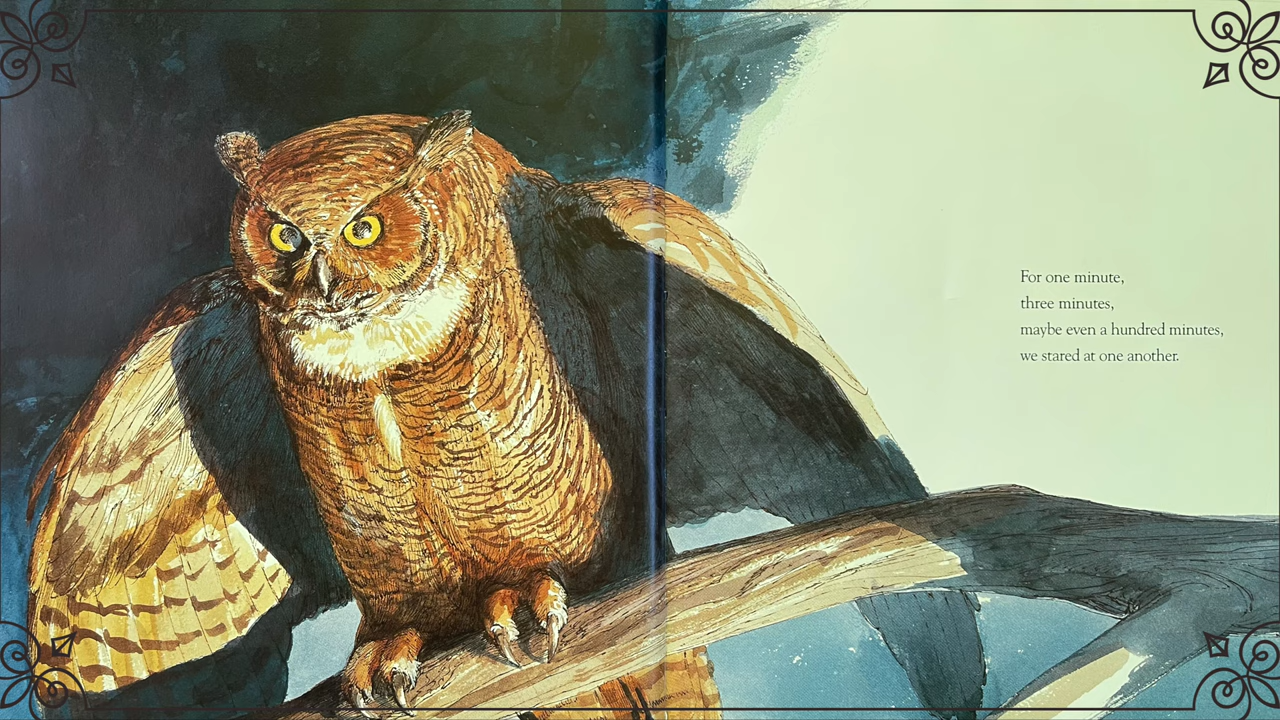 For one minute,
three minutes,
maybe even a hundred minutes,
we stared at one another.